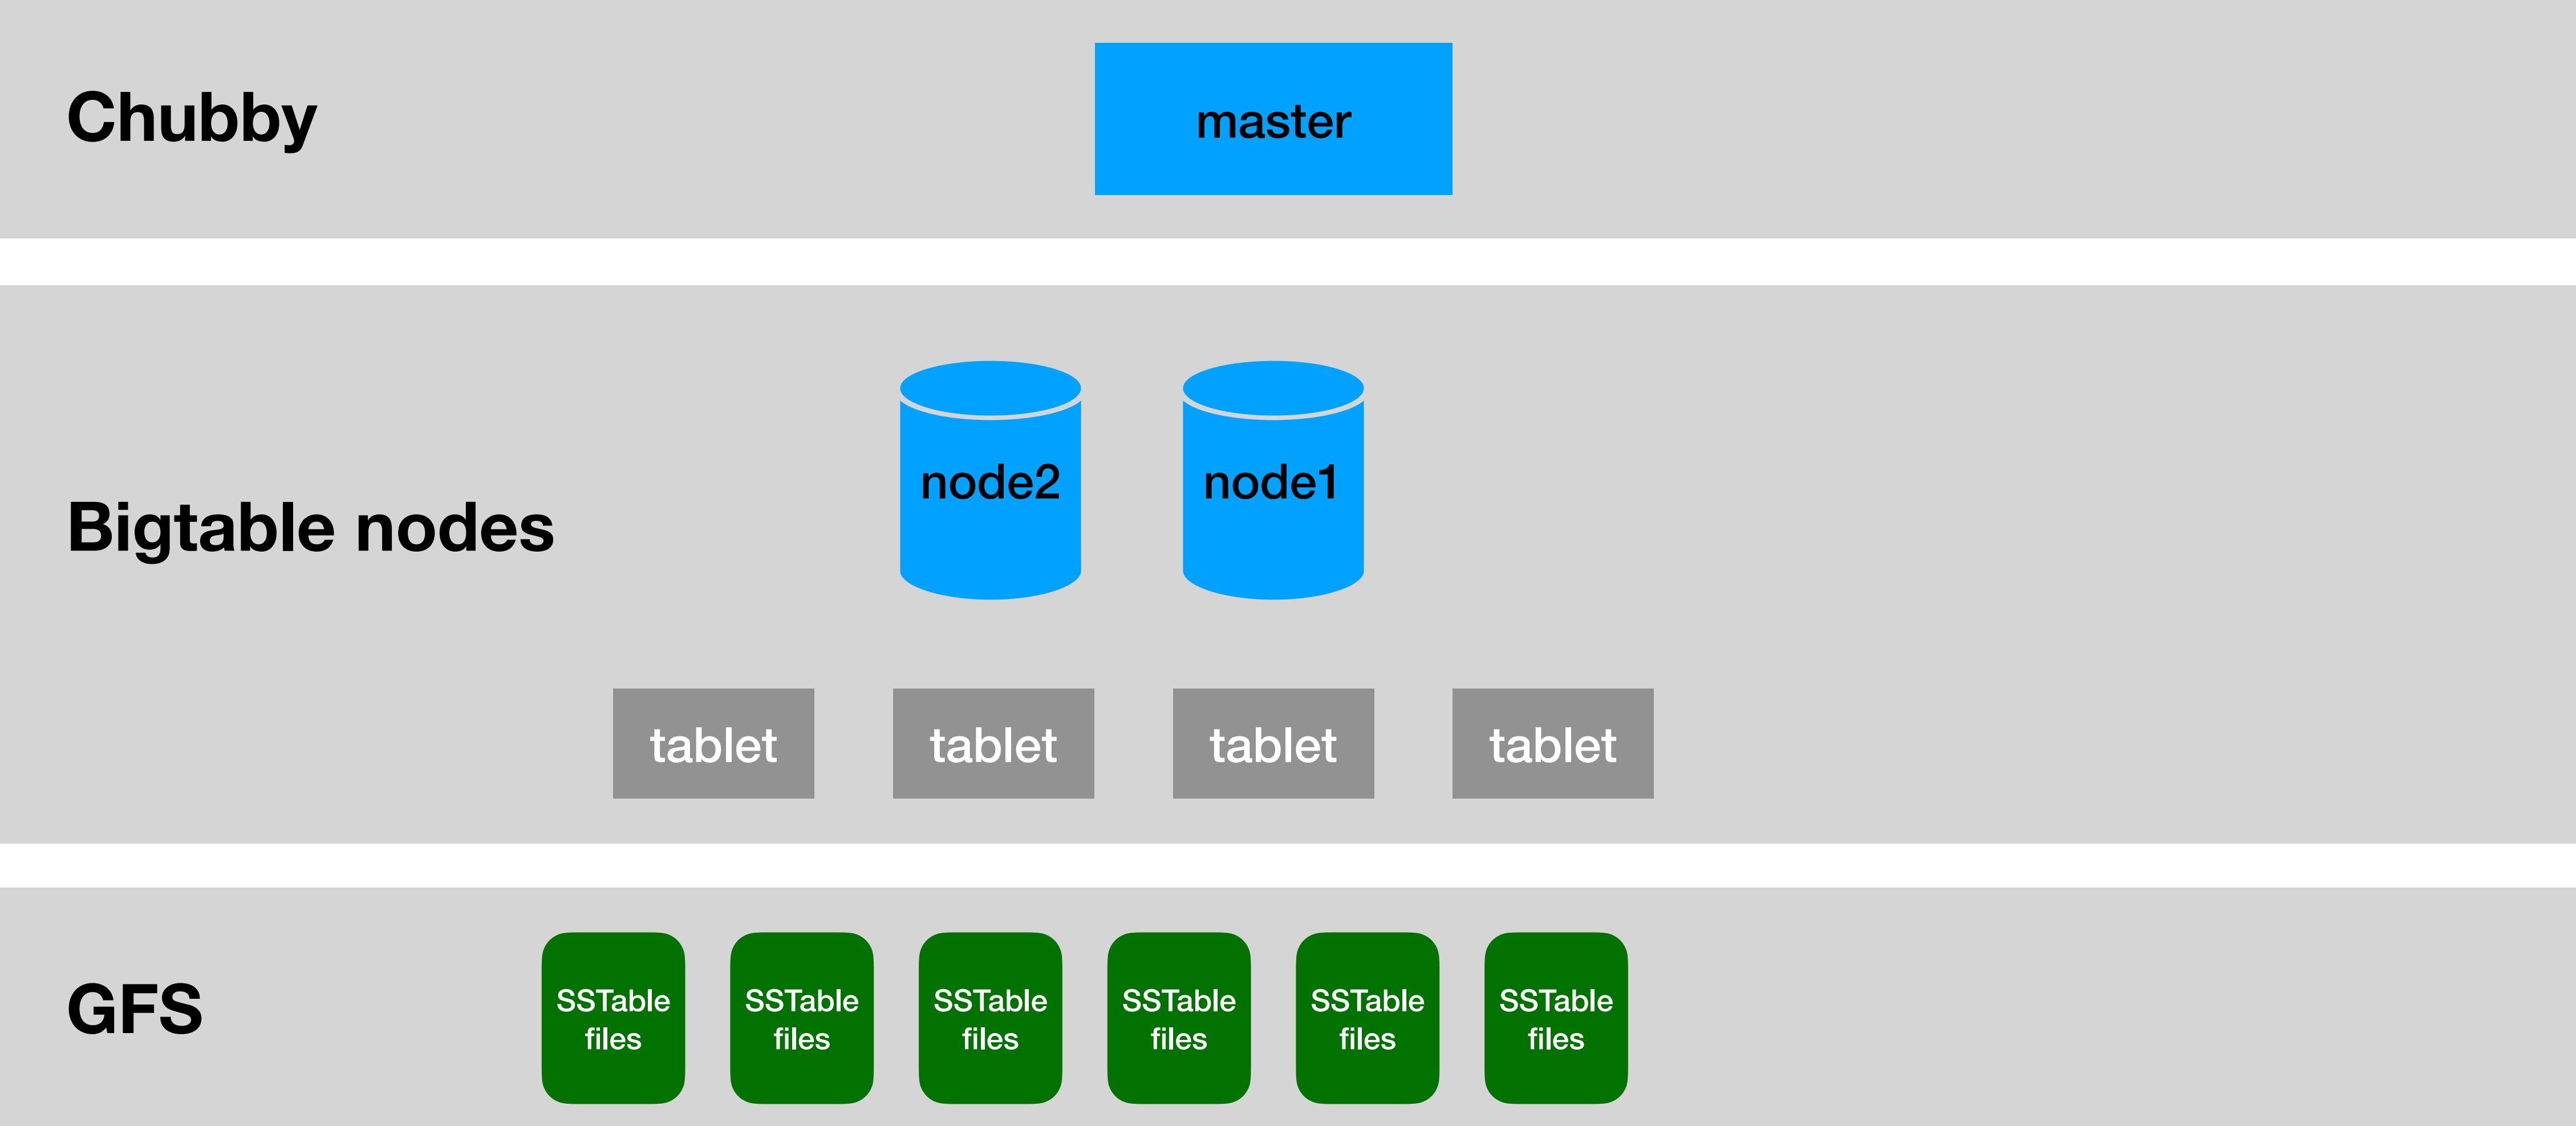 Chubby
master
node2
node1
Bigtable nodes
tablet
tablet
tablet
tablet
GFS
SSTable
files
SSTable
files
SSTable
files
SSTable
files
SSTable
files
SSTable
files